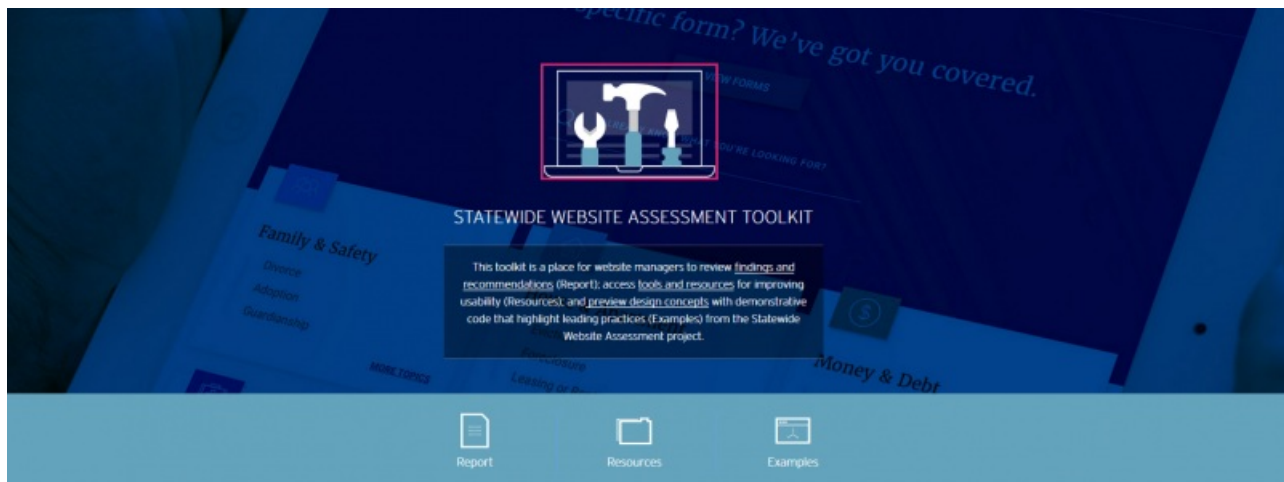 specific form? We've got you covered.
VIEW FORMS
WHAT YOU'RE LOOKING FOR?
STATEWIDE WEBSITE ASSESSMENT TOOLKIT
Family & Safety
Divorce
Adoption
Guardianship
MORE TOPICS
This toolkit is a place for website managers to review findings and
recommendations (Report); access tools and resources for improving
usability (Resources); and preview design concepts with demonstrative
code that highlight leading practices (Examples) from the Statewide
Website Assessment project.
Foreclosure
Leasing or
Money & Debt
Report
Resources
Examples